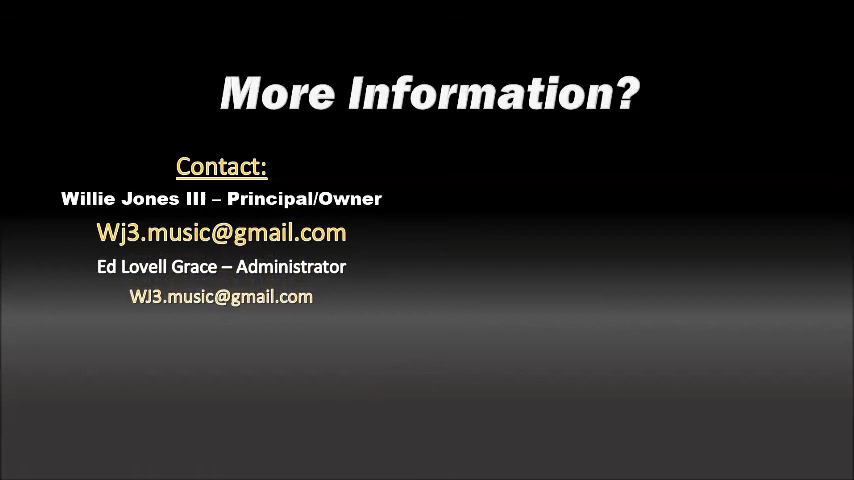 More Information?
Contact:
Willie Jones III – Principal/Owner
Wj3.music@gmail.com
Ed Lovell Grace – Administrator
WJ3.music@gmail.com